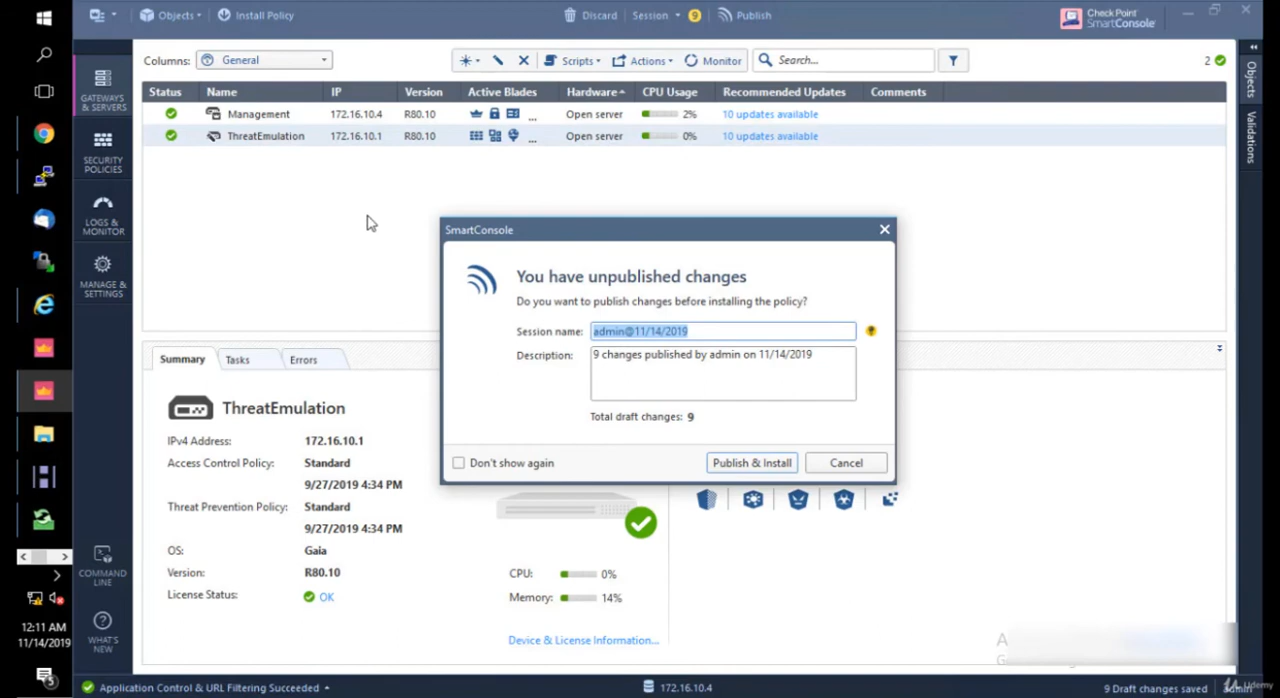 Objects
Install Policy
Discard
Session
9
Publish
Check Point
SmartConsole
Columns:
General
Scripts
Actions
Monitor
Search...
2
Status
Name
IP
Version
Active Blades
Hardware
CPU Usage
Recommended Updates
Comments
Management
172.16.10.4
R80.10
...
Open server
2%
10 updates available
ThreatEmulation
172.16.10.1
R80.10
...
Open server
0%
10 updates available
GATEWAYS
& SERVERS
SECURITY
POLICIES
LOGS &
MONITOR
MANAGE &
SETTINGS
COMMAND
LINE
WHAT'S
NEW
Objects
Validations
SmartConsole
You have unpublished changes
Do you want to publish changes before installing the policy?
Session name:
admin@11/14/2019
Description:
9 changes published by admin on 11/14/2019
Total draft changes: 9
Don't show again
Publish & Install
Cancel
Summary
Tasks
Errors
ThreatEmulation
IPv4 Address:
172.16.10.1
Access Control Policy:
Standard
9/27/2019 4:34 PM
Threat Prevention Policy:
Standard
9/27/2019 4:34 PM
OS:
Gaia
Version:
R80.10
License Status:
OK
CPU:
0%
Memory:
14%
Device & License Information...
12:11 AM
11/14/2019
5
Application Control & URL Filtering Succeeded
172.16.10.4
9 Draft changes saved
admin
Udemy